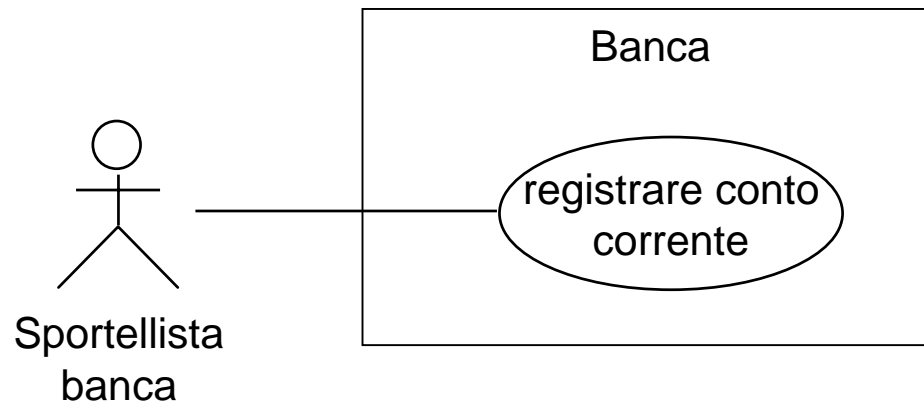 Banca
registrare conto
corrente
Sportellista
banca